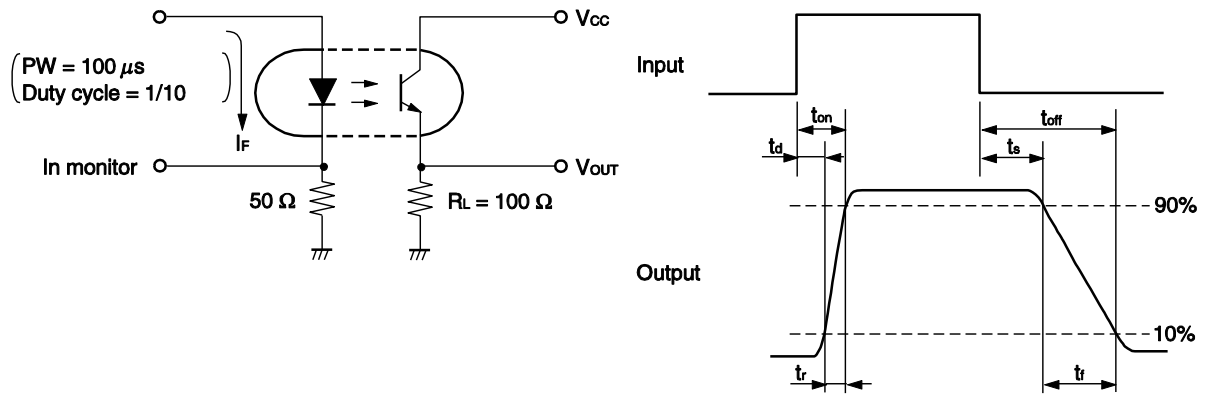 VCC
PW = 100 μs
Duty cycle = 1/10
IF
In monitor
VOUT
50 Ω
RL = 100 Ω
Input
ton
toff
td
ts
90%
Output
10%
tr
tf